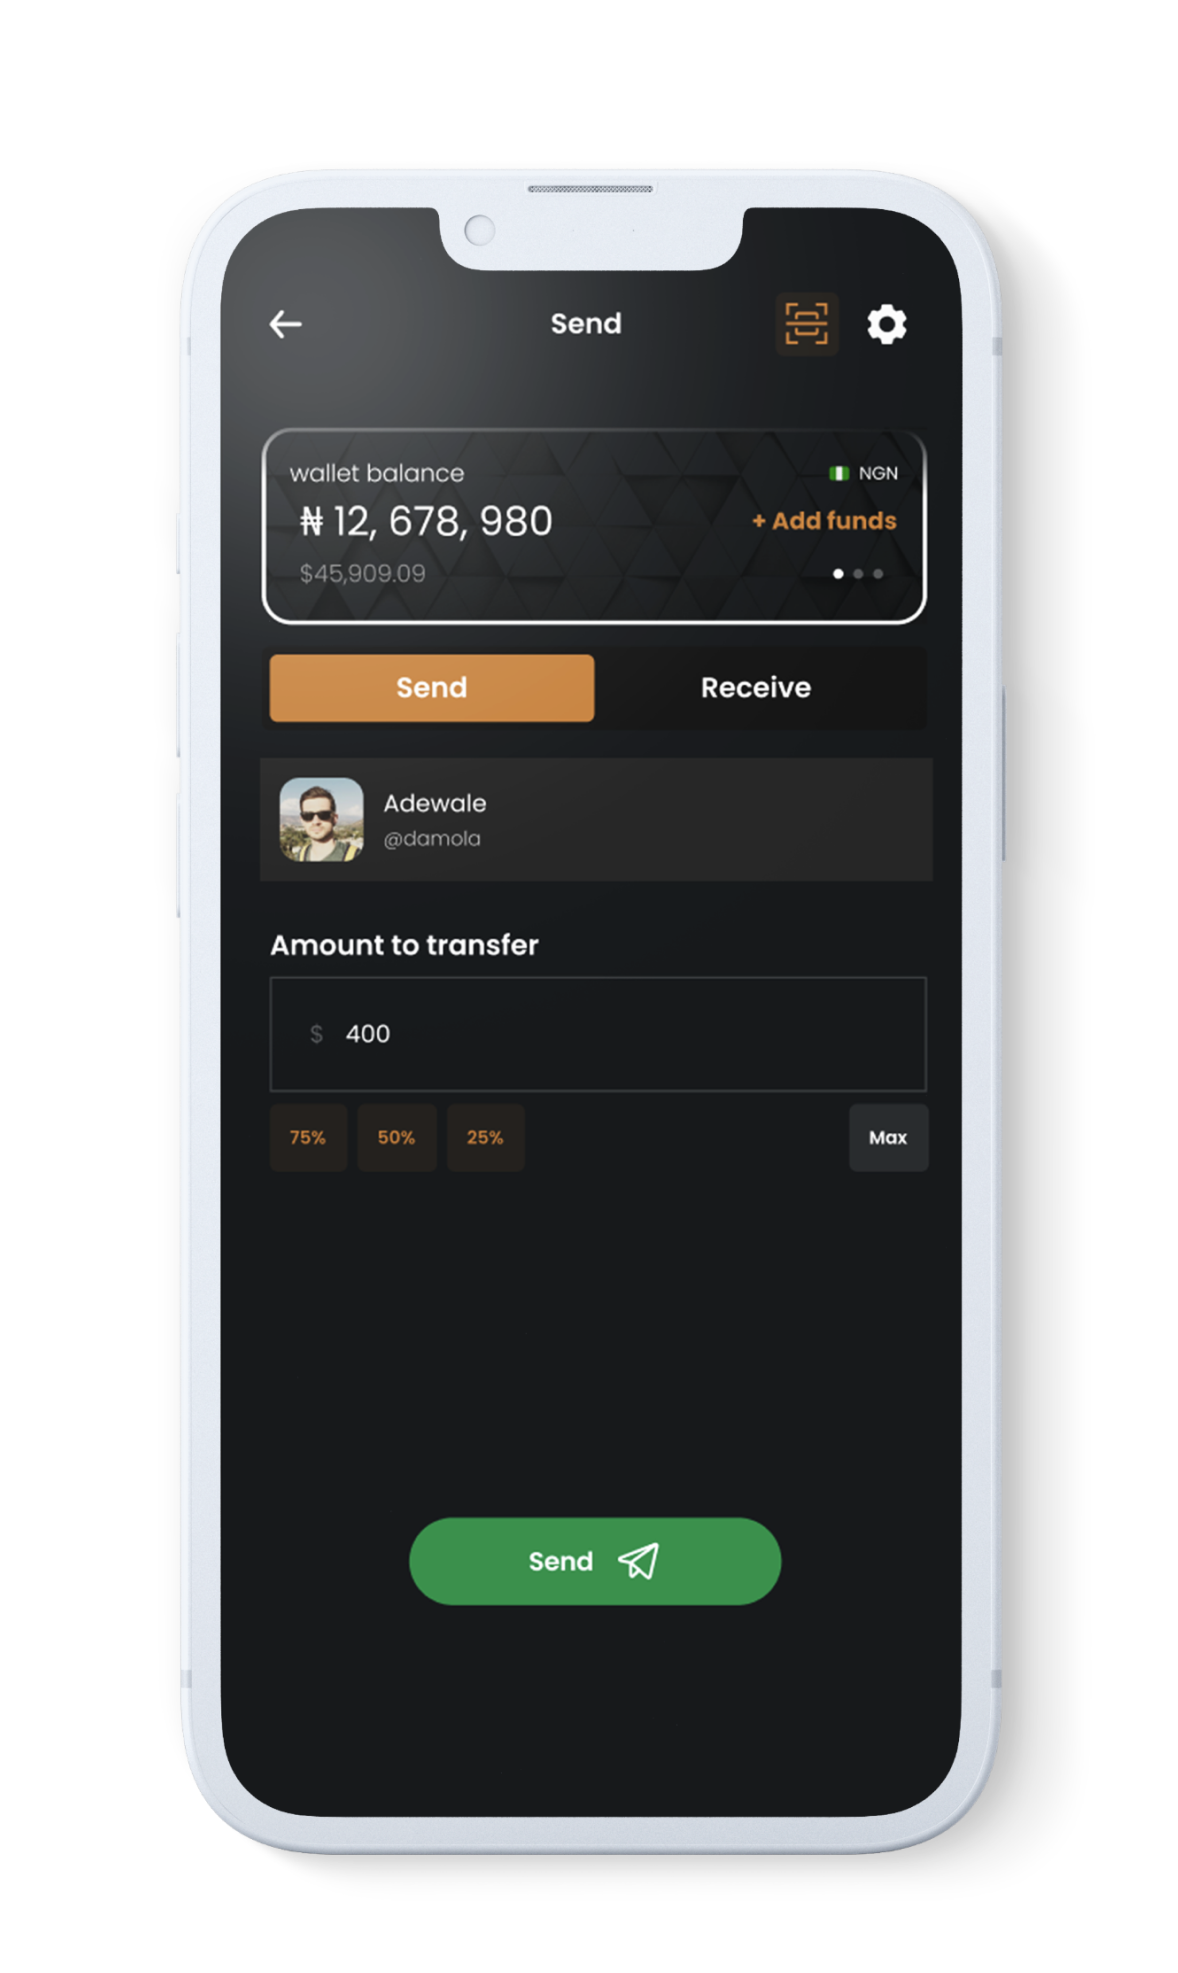 Send
wallet balance
NGN
₦ 12, 678, 980
+ Add funds
$45,909.09
Send
Receive
Adewale
@damola
Amount to transfer
$ 400
75%
50%
25%
Max
Send